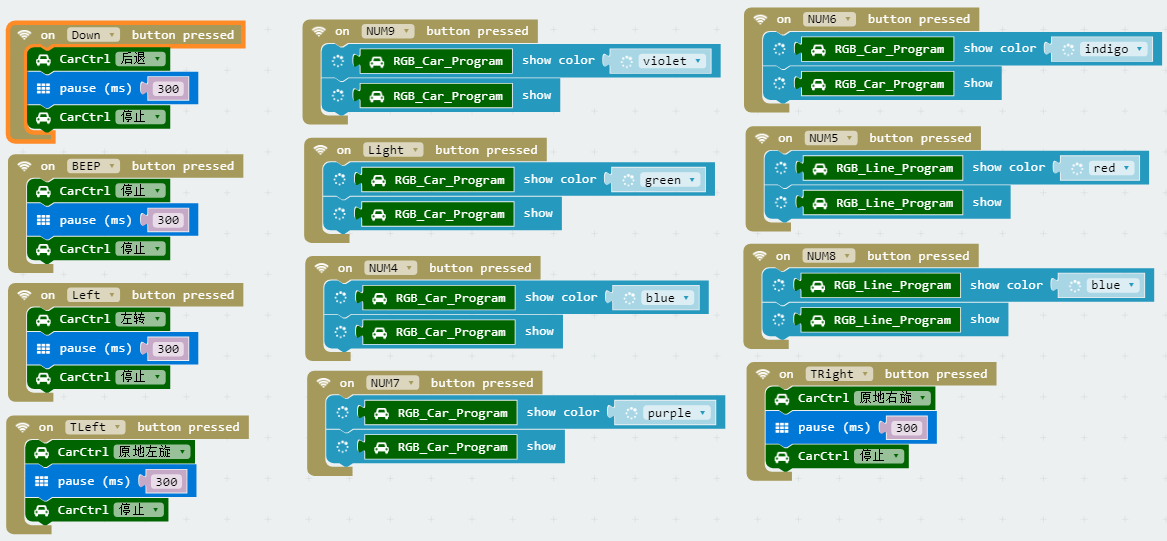 on Down button pressed
CarCtrl 后退
pause (ms) 300
CarCtrl 停止
on BEEP button pressed
CarCtrl 停止
pause (ms) 300
CarCtrl 停止
on Left button pressed
CarCtrl 左转
pause (ms) 300
CarCtrl 停止
on TLeft button pressed
CarCtrl 原地左旋
pause (ms) 300
CarCtrl 停止
on NUM9 button pressed
RGB_Car_Program show color violet
RGB_Car_Program show
on Light button pressed
RGB_Car_Program show color green
RGB_Car_Program show
on NUM4 button pressed
RGB_Car_Program show color blue
RGB_Car_Program show
on NUM7 button pressed
RGB_Car_Program show color purple
RGB_Car_Program show
on NUM6 button pressed
RGB_Car_Program show color indigo
RGB_Car_Program show
on NUM5 button pressed
RGB_Line_Program show color red
RGB_Line_Program show
on NUM8 button pressed
RGB_Line_Program show color blue
RGB_Line_Program show
on TRight button pressed
CarCtrl 原地右旋
pause (ms) 300
CarCtrl 停止